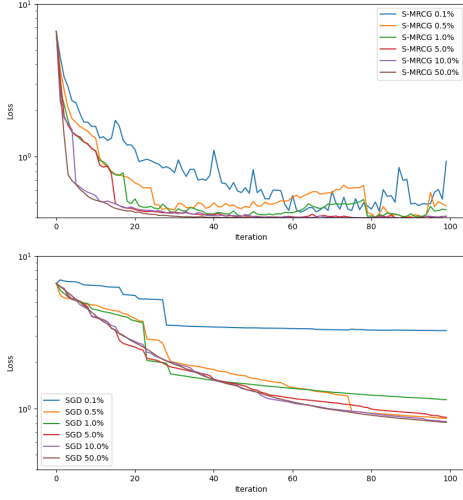 10¹
S-MRCG 0.1%
S-MRCG 0.5%
S-MRCG 1.0%
S-MRCG 5.0%
S-MRCG 10.0%
S-MRCG 50.0%
Loss
10⁰
0 20 40 60 80 100
Iteration
10¹
Loss
10⁰
SGD 0.1%
SGD 0.5%
SGD 1.0%
SGD 5.0%
SGD 10.0%
SGD 50.0%
0 20 40 60 80 100
Iteration